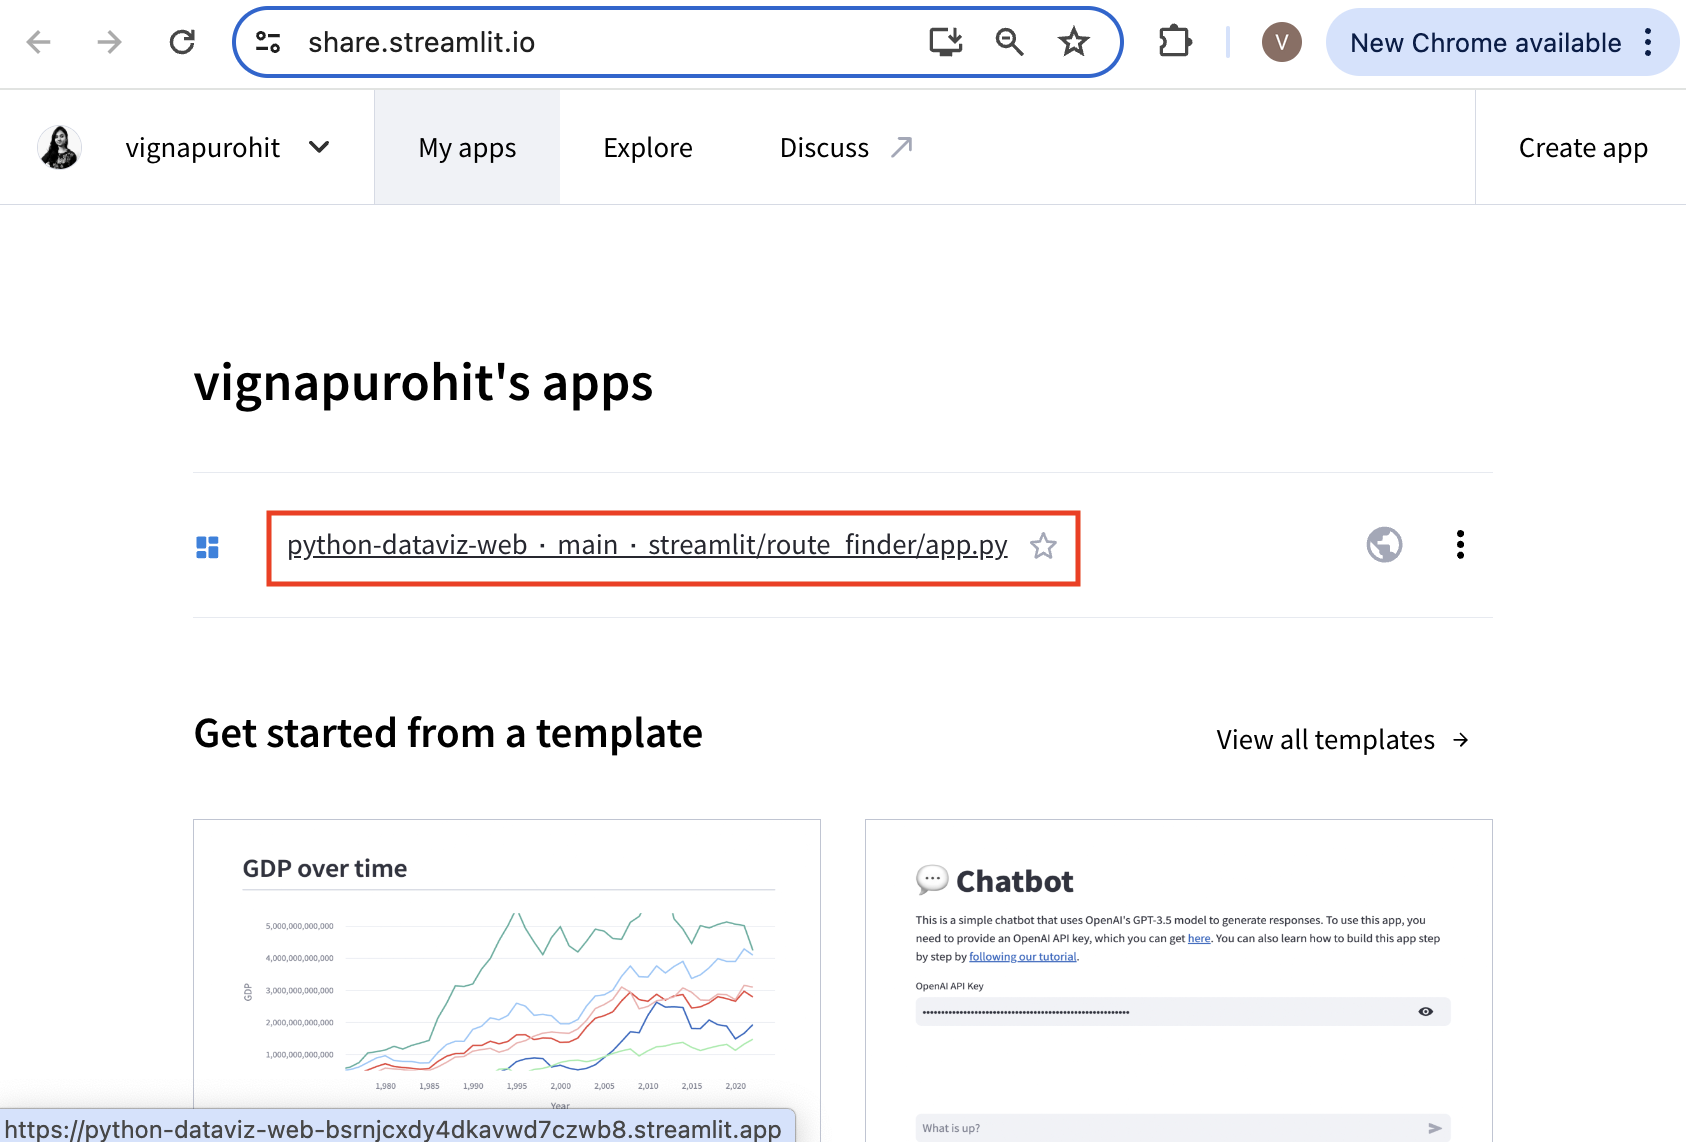 share.streamlit.io
V
New Chrome available
vignapurohit
My apps
Explore
Discuss
Create app
vignapurohit's apps
python-dataviz-web · main · streamlit/route_finder/app.py
Get started from a template
View all templates →
GDP over time
5,000,000,000,000
4,000,000,000,000
3,000,000,000,000
2,000,000,000,000
1,000,000,000,000
GDP
1,980 1,985 1,990 1,995 2,000 2,005 2,010 2,015 2,020
Year
Chatbot
This is a simple chatbot that uses OpenAI's GPT-3.5 model to generate responses. To use this app, you
need to provide an OpenAI API key, which you can get here. You can also learn how to build this app step
by step by following our tutorial.
OpenAI API Key
What is up?
https://python-dataviz-web-bsrnjcxdy4dkavwd7czwb8.streamlit.app